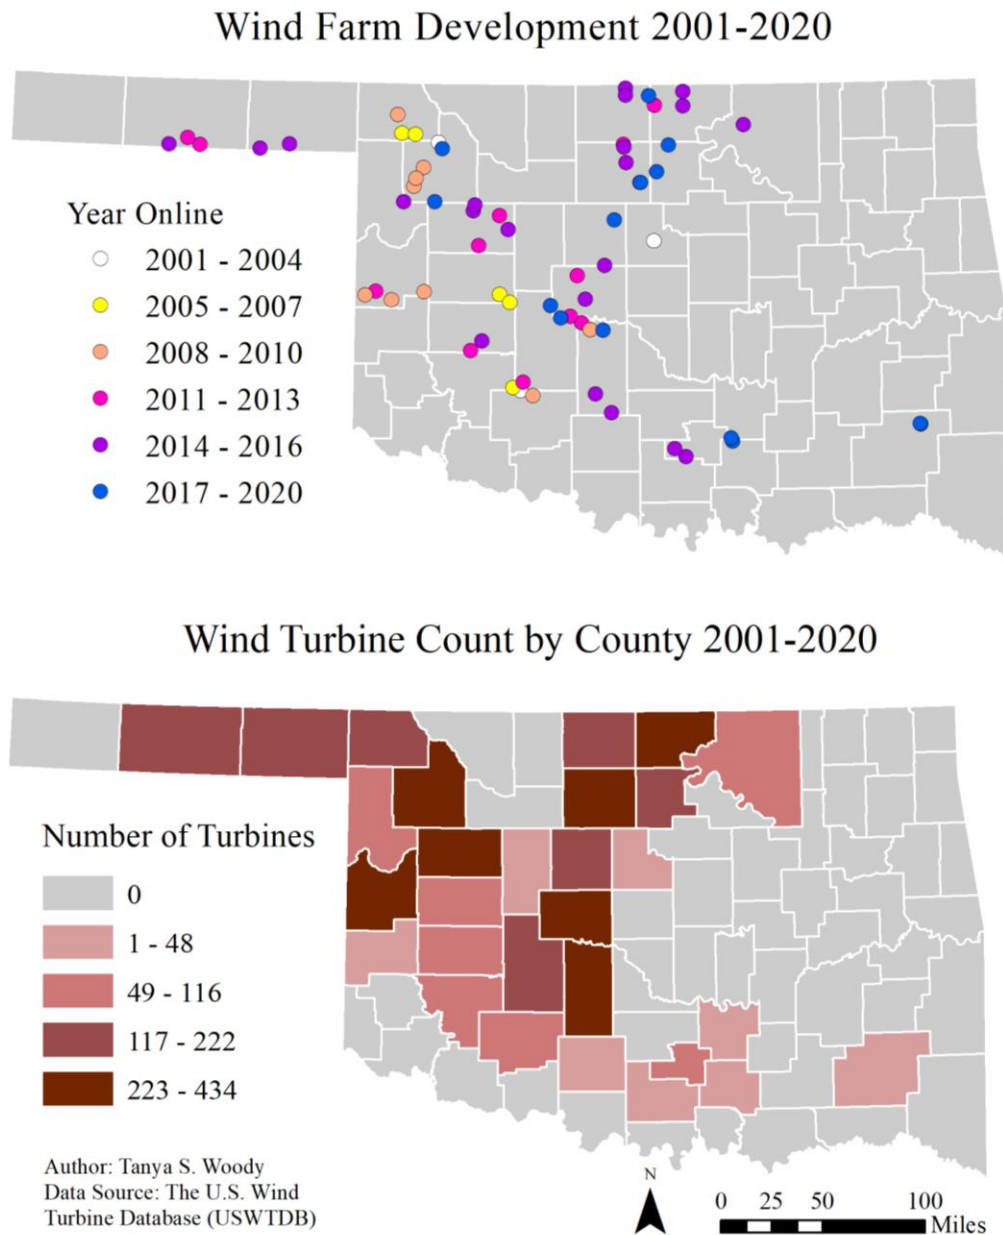 Wind Farm Development 2001-2020
Year Online
2001 - 2004
2005 - 2007
2008 - 2010
2011 - 2013
2014 - 2016
2017 - 2020
Wind Turbine Count by County 2001-2020
Number of Turbines
0
1 - 48
49 - 116
117 - 222
223 - 434
Author: Tanya S. Woody
Data Source: The U.S. Wind
Turbine Database (USWTDB)
N
0 25 50 100
Miles